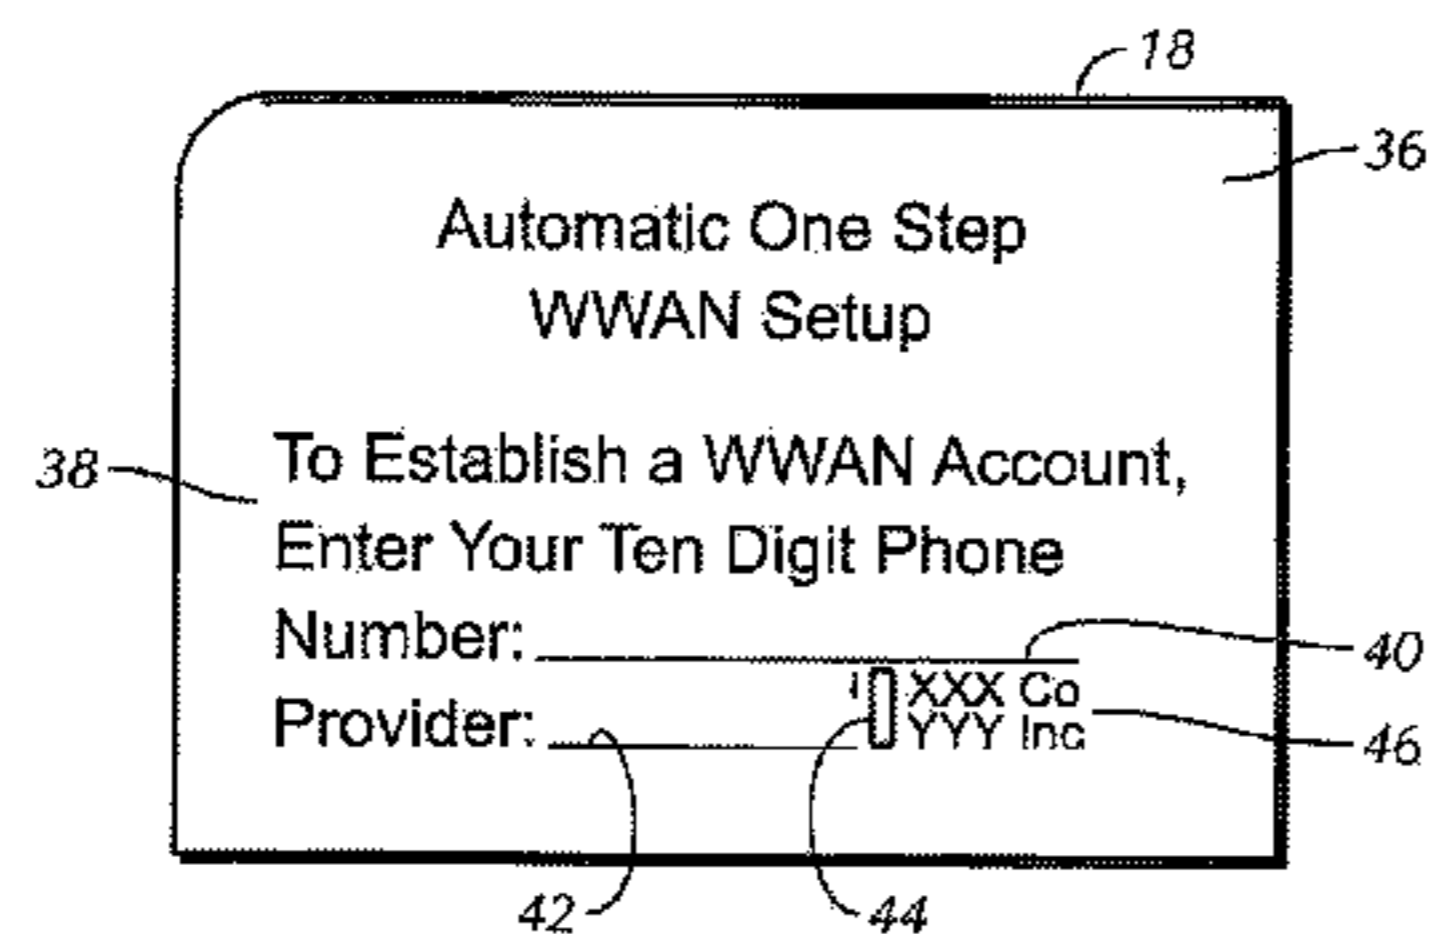 18
36
Automatic One Step
WWAN Setup
38
To Establish a WWAN Account,
Enter Your Ten Digit Phone
Number:
40
XXX Co
Provider:
YYY Inc
46
42
44